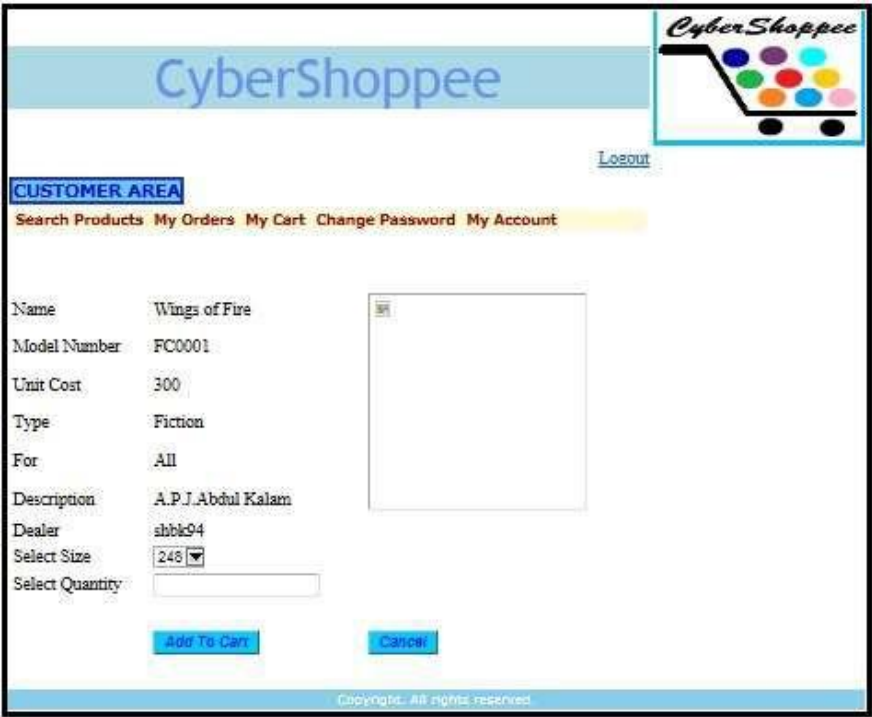 CyberShoppee
CyberShoppee
Logout
CUSTOMER AREA
Search Products My Orders My Cart Change Password My Account
Name Wings of Fire
Model Number FC0001
Unit Cost 300
Type Fiction
For All
Description A.P.J.Abdul Kalam
Dealer shbk94
Select Size 248
Select Quantity
Add To Cart Cancel
Copyright. All rights reserved.